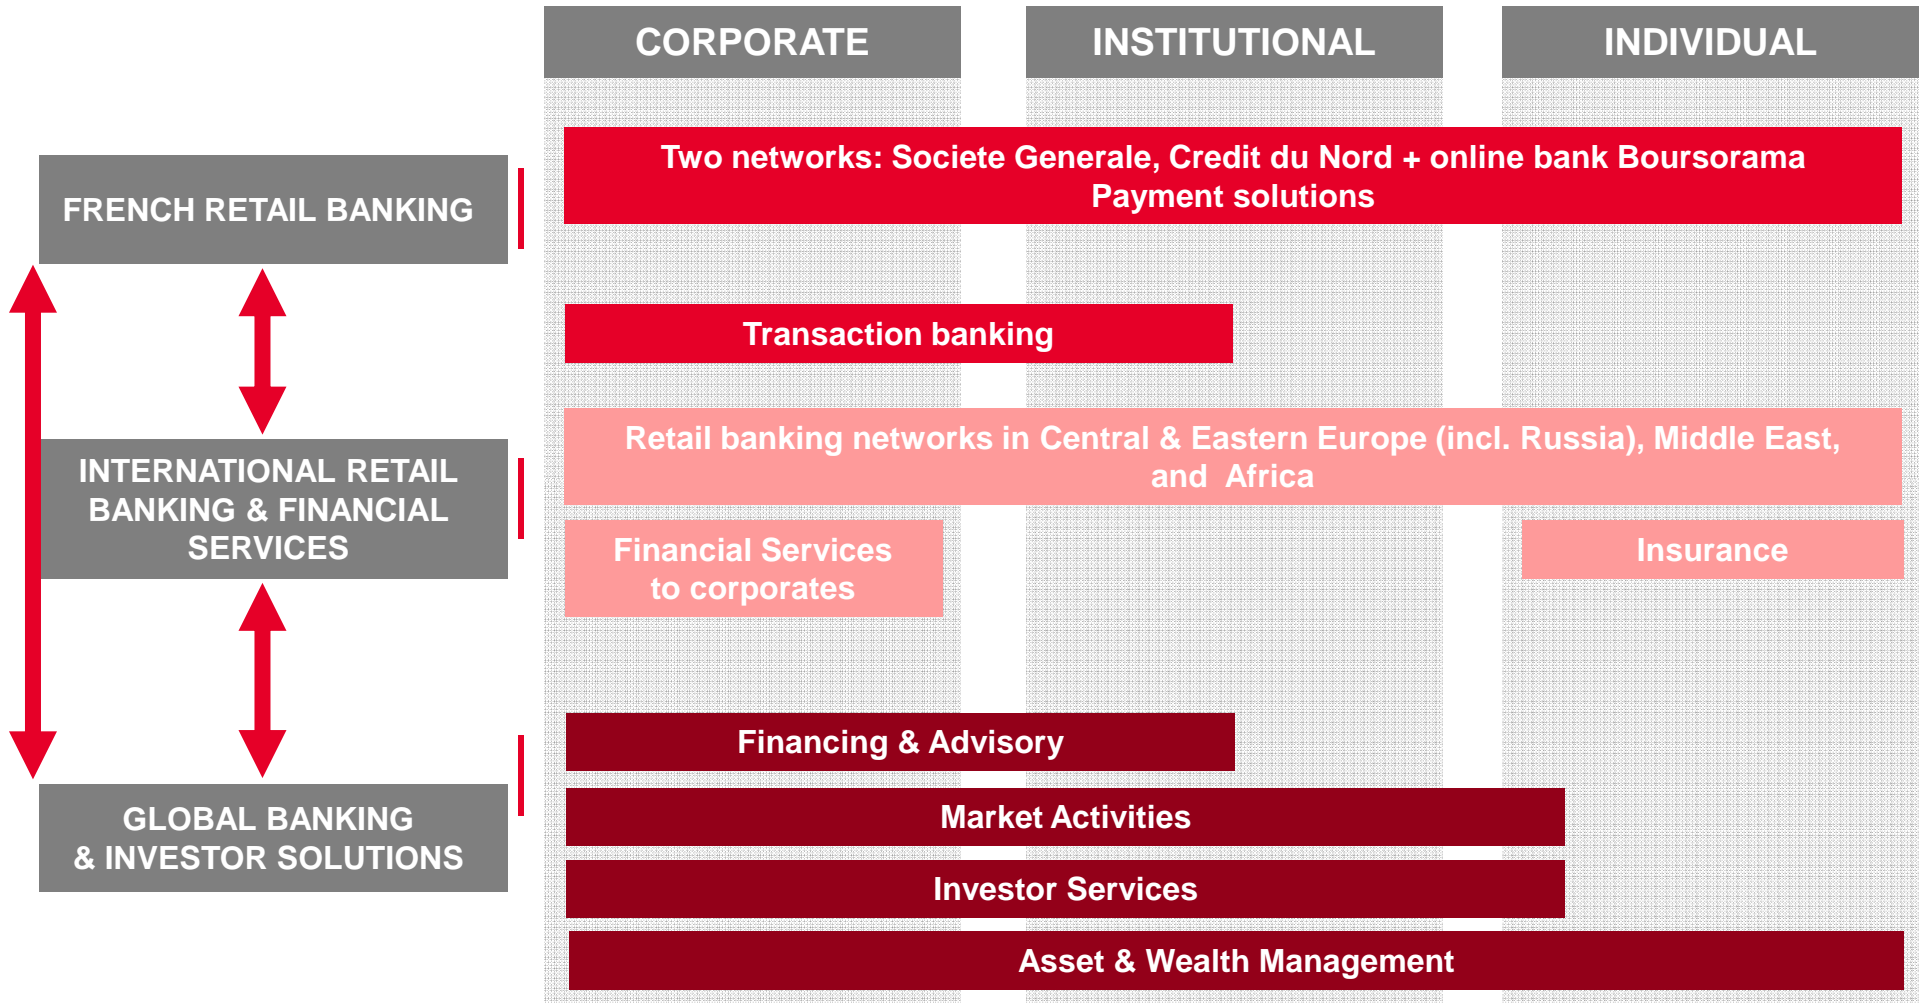 CORPORATE
INSTITUTIONAL
INDIVIDUAL
FRENCH RETAIL BANKING
Two networks: Societe Generale, Credit du Nord + online bank Boursorama
Payment solutions
Transaction banking
INTERNATIONAL RETAIL
BANKING & FINANCIAL
SERVICES
Retail banking networks in Central & Eastern Europe (incl. Russia), Middle East,
and Africa
Financial Services
to corporates
Insurance
GLOBAL BANKING
& INVESTOR SOLUTIONS
Financing & Advisory
Market Activities
Investor Services
Asset & Wealth Management